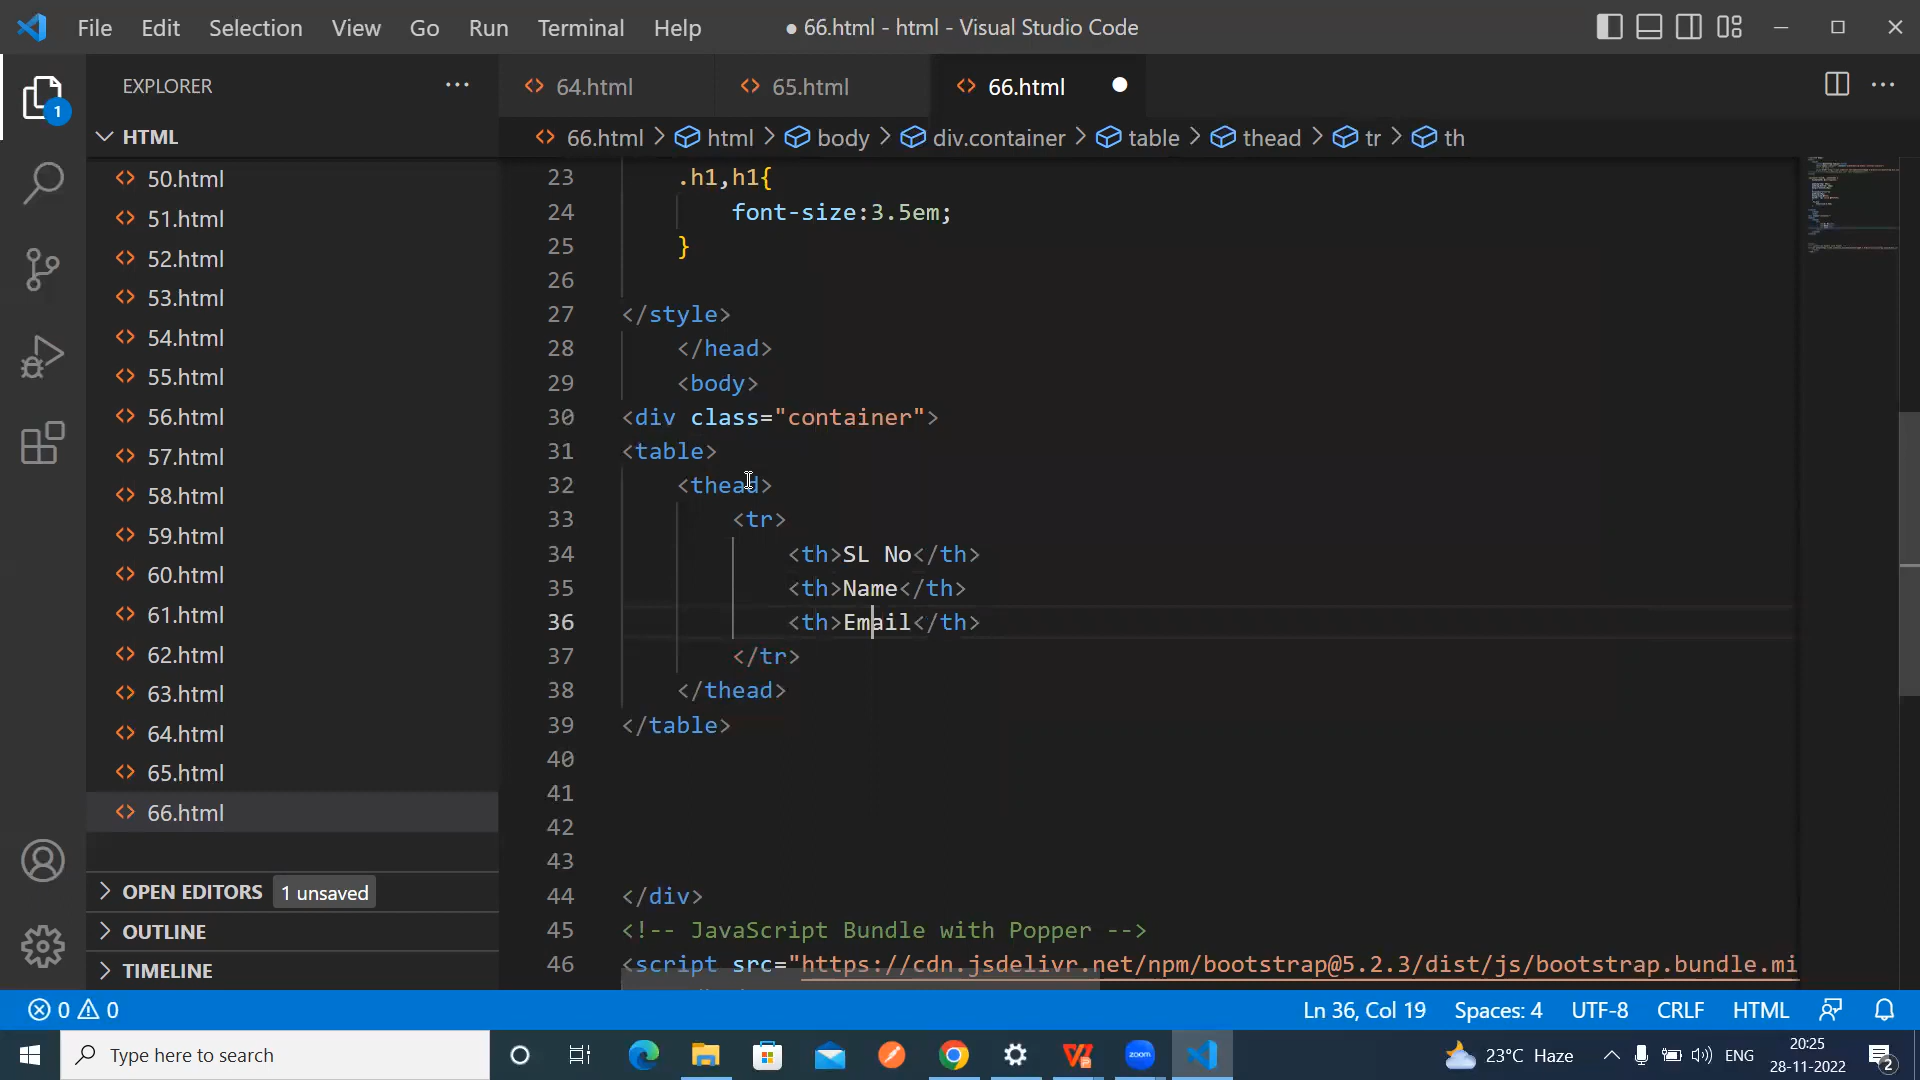 File Edit Selection View Go Run Terminal Help ● 66.html - html - Visual Studio Code
EXPLORER
64.html 65.html 66.html
66.html > html > body > div.container > table > thead > tr > th
1
HTML
50.html
51.html
52.html
53.html
54.html
55.html
56.html
57.html
58.html
59.html
60.html
61.html
62.html
63.html
64.html
65.html
66.html
OPEN EDITORS 1 unsaved
OUTLINE
TIMELINE
23 .h1,h1{
24 font-size:3.5em;
25 }
26
27 </style>
28 </head>
29 <body>
30 <div class="container">
31 <table>
32 <thead>
33 <tr>
34 <th>SL No</th>
35 <th>Name</th>
36 <th>Email</th>
37 </tr>
38 </thead>
39 </table>
40
41
42
43
44 </div>
45 <!-- JavaScript Bundle with Popper -->
46 <script src="https://cdn.jsdelivr.net/npm/bootstrap@5.2.3/dist/js/bootstrap.bundle.mi
0 0 Ln 36, Col 19 Spaces: 4 UTF-8 CRLF HTML
Type here to search
zoom
23°C Haze
ENG
20:25
28-11-2022
2